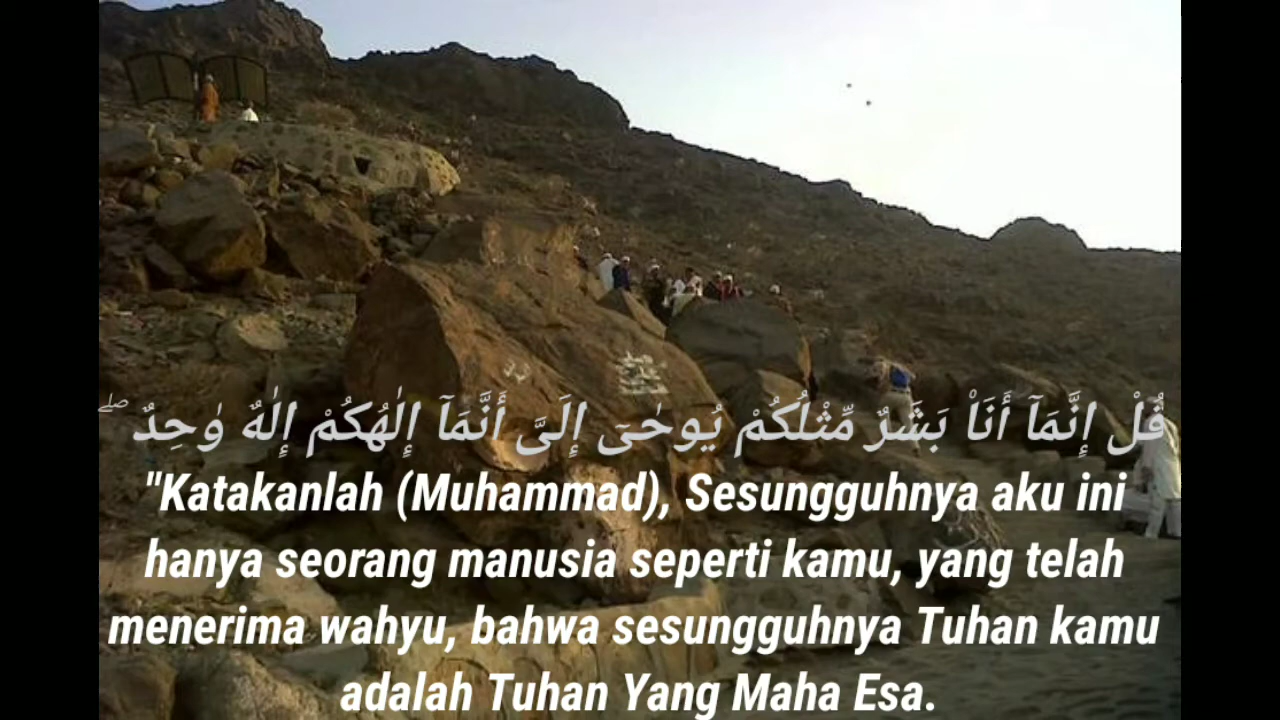 قُلْ إِنَّمَآ أَنَا۠ بَشَرٌ مِّثْلُكُمْ يُوحَىٰٓ إِلَىَّ أَنَّمَآ إِلَٰهُكُمْ إِلَٰهٌ وَٰحِدٌ ۖ
"Katakanlah (Muhammad), Sesungguhnya aku ini
hanya seorang manusia seperti kamu, yang telah
menerima wahyu, bahwa sesungguhnya Tuhan kamu
adalah Tuhan Yang Maha Esa.